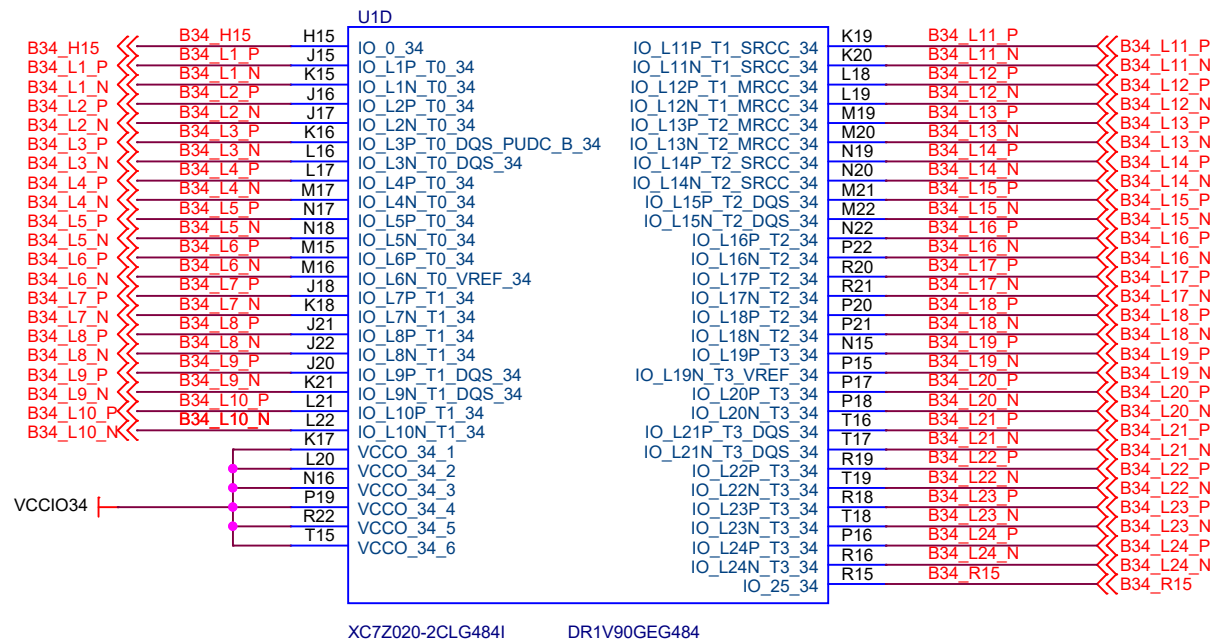 U1D
B34_H15 B34_H15 H15 IO_0_34 IO_L11P_T1_SRCC_34 K19 B34_L11_P B34_L11_P
B34_L1_P B34_L1_P J15 IO_L1P_T0_34 IO_L11N_T1_SRCC_34 K20 B34_L11_N B34_L11_N
B34_L1_N B34_L1_N K15 IO_L1N_T0_34 IO_L12P_T1_MRCC_34 L18 B34_L12_P B34_L12_P
B34_L2_P B34_L2_P J16 IO_L2P_T0_34 IO_L12N_T1_MRCC_34 L19 B34_L12_N B34_L12_N
B34_L2_N B34_L2_N J17 IO_L2N_T0_34 IO_L13P_T2_MRCC_34 M19 B34_L13_P B34_L13_P
B34_L3_P B34_L3_P K16 IO_L3P_T0_DQS_PUDC_B_34 IO_L13N_T2_MRCC_34 M20 B34_L13_N B34_L13_N
B34_L3_N B34_L3_N L16 IO_L3N_T0_DQS_34 IO_L14P_T2_SRCC_34 N19 B34_L14_P B34_L14_P
B34_L4_P B34_L4_P L17 IO_L4P_T0_34 IO_L14N_T2_SRCC_34 N20 B34_L14_N B34_L14_N
B34_L4_N B34_L4_N M17 IO_L4N_T0_34 IO_L15P_T2_DQS_34 M21 B34_L15_P B34_L15_P
B34_L5_P B34_L5_P N17 IO_L5P_T0_34 IO_L15N_T2_DQS_34 M22 B34_L15_N B34_L15_N
B34_L5_N B34_L5_N N18 IO_L5N_T0_34 IO_L16P_T2_34 N22 B34_L16_P B34_L16_P
B34_L6_P B34_L6_P M15 IO_L6P_T0_34 IO_L16N_T2_34 P22 B34_L16_N B34_L16_N
B34_L6_N B34_L6_N M16 IO_L6N_T0_VREF_34 IO_L17P_T2_34 R20 B34_L17_P B34_L17_P
B34_L7_P B34_L7_P J18 IO_L7P_T1_34 IO_L17N_T2_34 R21 B34_L17_N B34_L17_N
B34_L7_N B34_L7_N K18 IO_L7N_T1_34 IO_L18P_T2_34 P20 B34_L18_P B34_L18_P
B34_L8_P B34_L8_P J21 IO_L8P_T1_34 IO_L18N_T2_34 P21 B34_L18_N B34_L18_N
B34_L8_N B34_L8_N J22 IO_L8N_T1_34 IO_L19P_T3_34 N15 B34_L19_P B34_L19_P
B34_L9_P B34_L9_P J20 IO_L9P_T1_DQS_34 IO_L19N_T3_VREF_34 P15 B34_L19_N B34_L19_N
B34_L9_N B34_L9_N K21 IO_L9N_T1_DQS_34 IO_L20P_T3_34 P17 B34_L20_P B34_L20_P
B34_L10_P B34_L10_P L21 IO_L10P_T1_34 IO_L20N_T3_34 P18 B34_L20_N B34_L20_N
B34_L10_N B34_L10_N L22 IO_L10N_T1_34 IO_L21P_T3_DQS_34 T16 B34_L21_P B34_L21_P
K17 VCCO_34_1 IO_L21N_T3_DQS_34 T17 B34_L21_N B34_L21_N
L20 VCCO_34_2 IO_L22P_T3_34 R19 B34_L22_P B34_L22_P
N16 VCCO_34_3 IO_L22N_T3_34 T19 B34_L22_N B34_L22_N
VCCIO34 P19 VCCO_34_4 IO_L23P_T3_34 R18 B34_L23_P B34_L23_P
R22 VCCO_34_5 IO_L23N_T3_34 T18 B34_L23_N B34_L23_N
T15 VCCO_34_6 IO_L24P_T3_34 P16 B34_L24_P B34_L24_P
IO_L24N_T3_34 R16 B34_L24_N B34_L24_N
IO_25_34 R15 B34_R15 B34_R15
XC7Z020-2CLG484I DR1V90GEG484